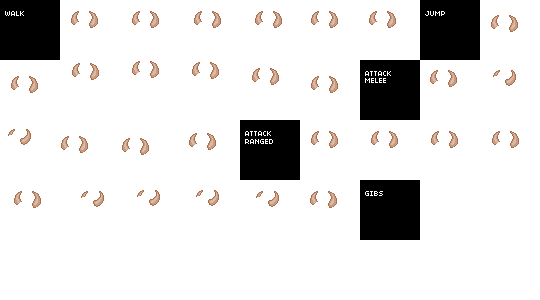 WALK
JUMP
ATTACK
MELEE
ATTACK
RANGED
GIBS